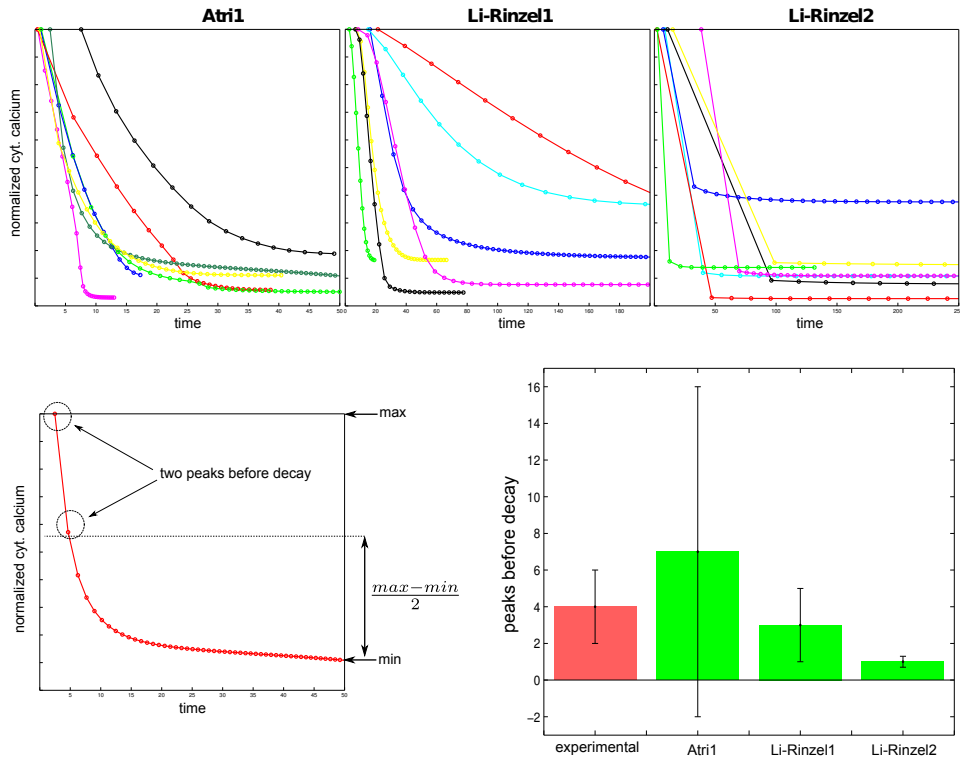 Atri1 Li-Rinzel1 Li-Rinzel2
normalized cyt. calcium
5 10 15 20 25 30 35 40 45 50
0 20 40 60 80 100 120 140 160 180
50 100 150 200 250
time time time
normalized cyt. calcium
max
two peaks before decay
max−min
2
min
5 10 15 20 25 30 35 40 45 50
time
peaks before decay
16
14
12
10
8
6
4
2
0
−2
experimental Atri1 Li-Rinzel1 Li-Rinzel2